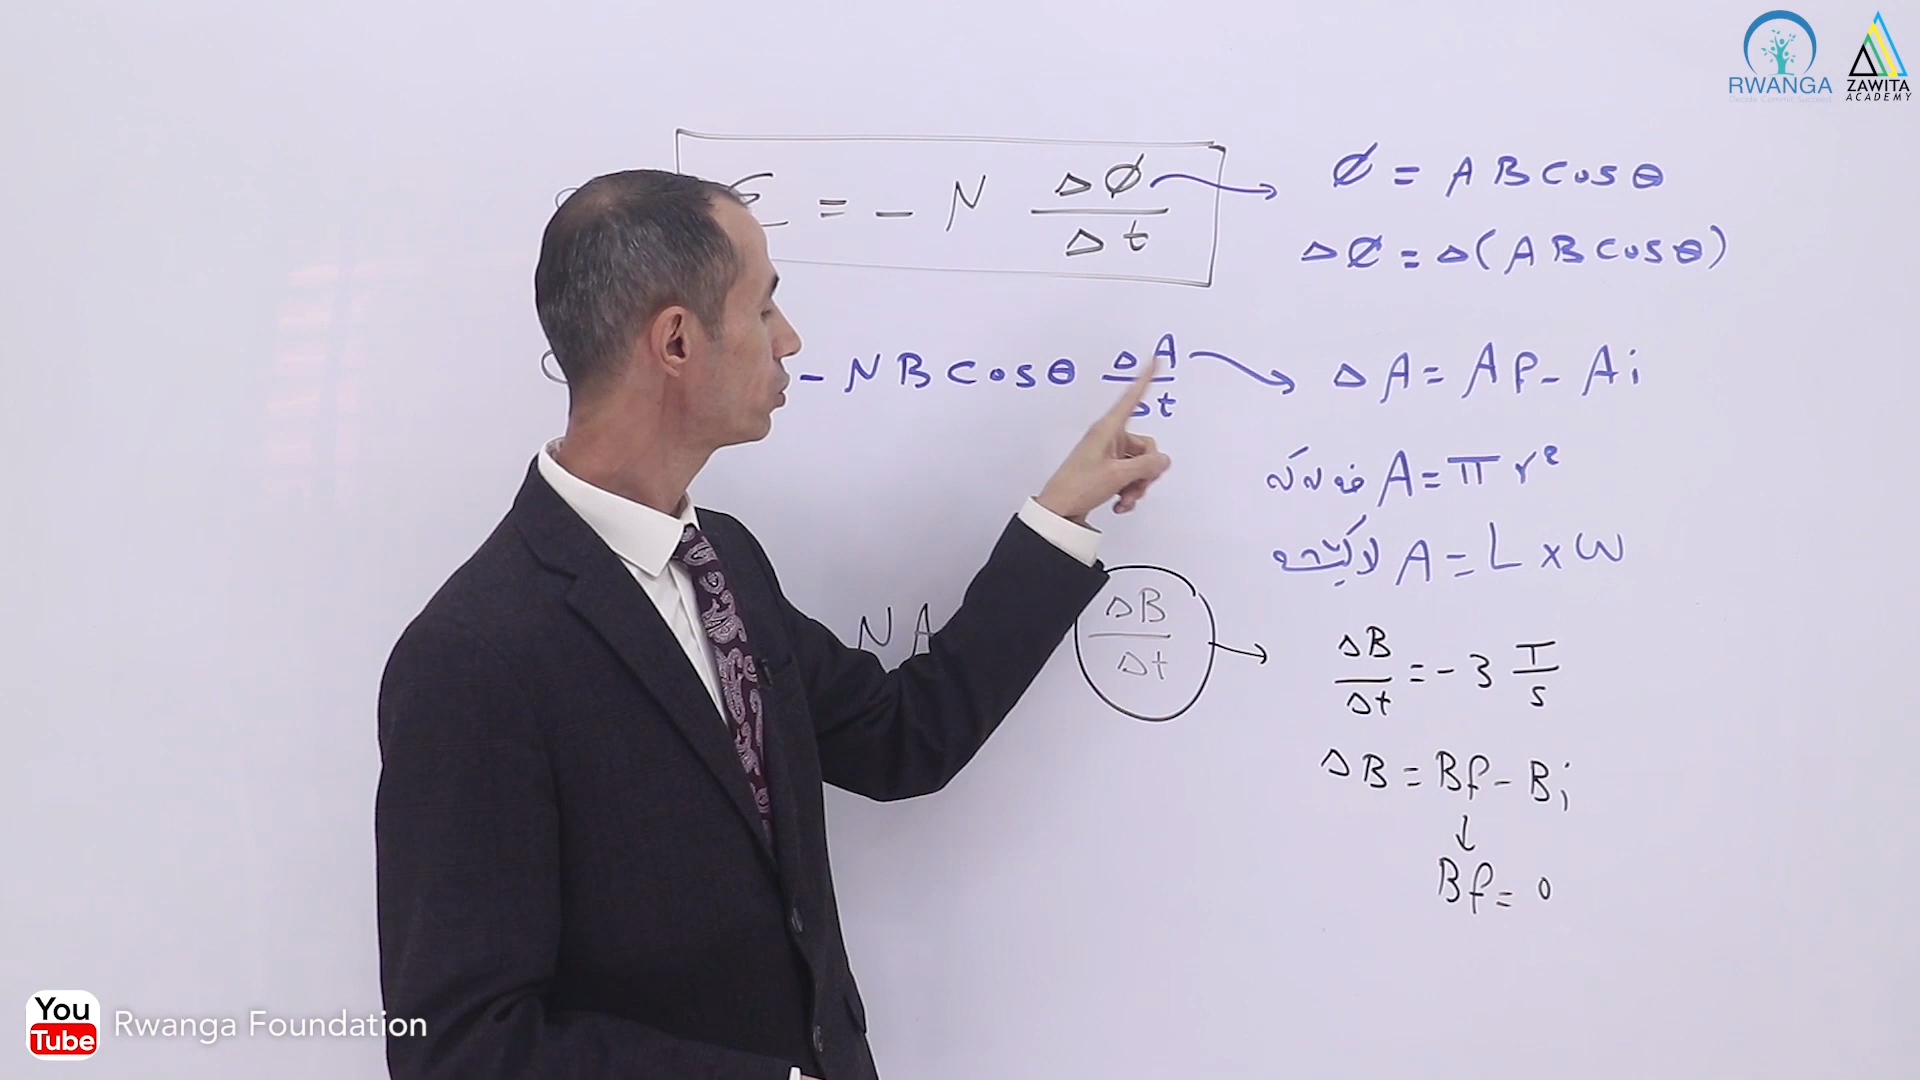 RWANGA
ZAWITA
ACADEMY
ε = - N Δφ/Δt
φ = A B Cos θ
Δφ = Δ(A B Cos θ)
- N B Cos θ ΔA/Δt
ΔA = Af - Ai
A = π r²
A = L x w
N A
ΔB/Δt
ΔB/Δt = - 3 T/s
ΔB = Bf - Bi
↓
Bf = 0
You
Tube
Rwanga Foundation